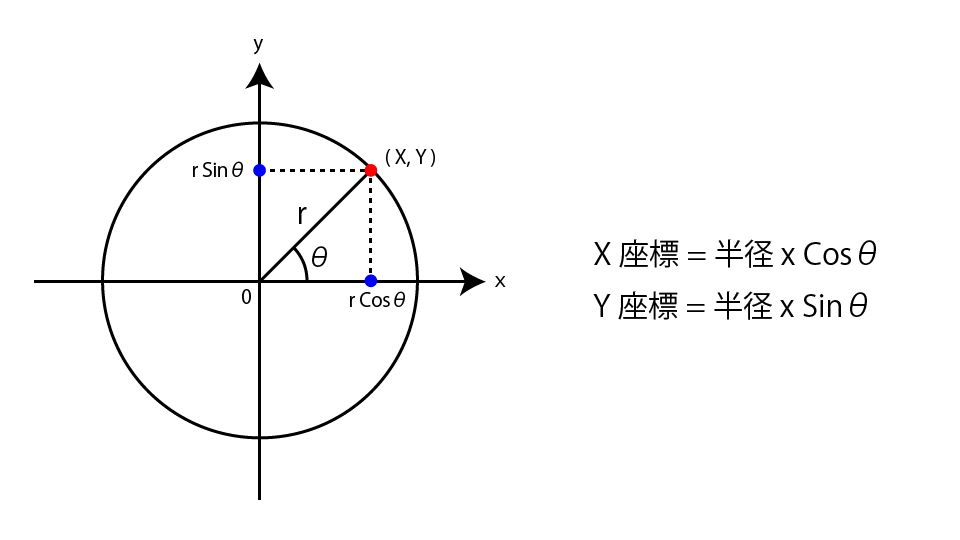 y
r Sin θ
( X, Y )
r
θ
0
r Cos θ
x
X 座標 = 半径 x Cos θ
Y 座標 = 半径 x Sin θ